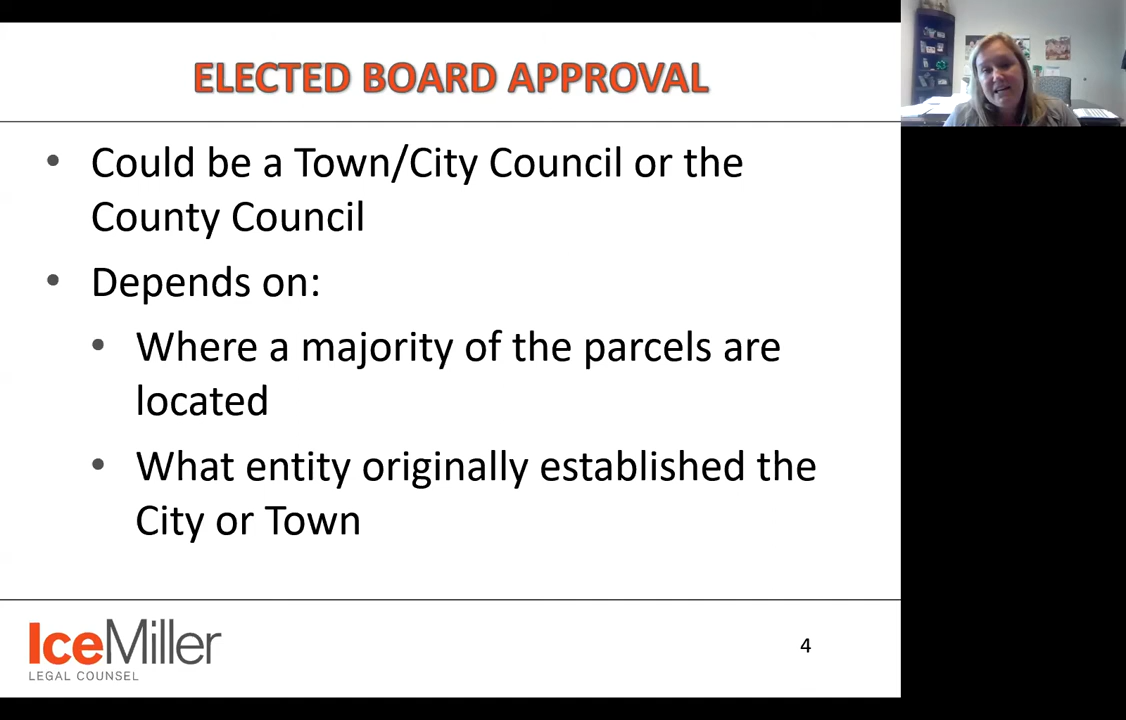 ELECTED BOARD APPROVAL
• Could be a Town/City Council or the
County Council
• Depends on:
• Where a majority of the parcels are
located
• What entity originally established the
City or Town
IceMiller
LEGAL COUNSEL
4